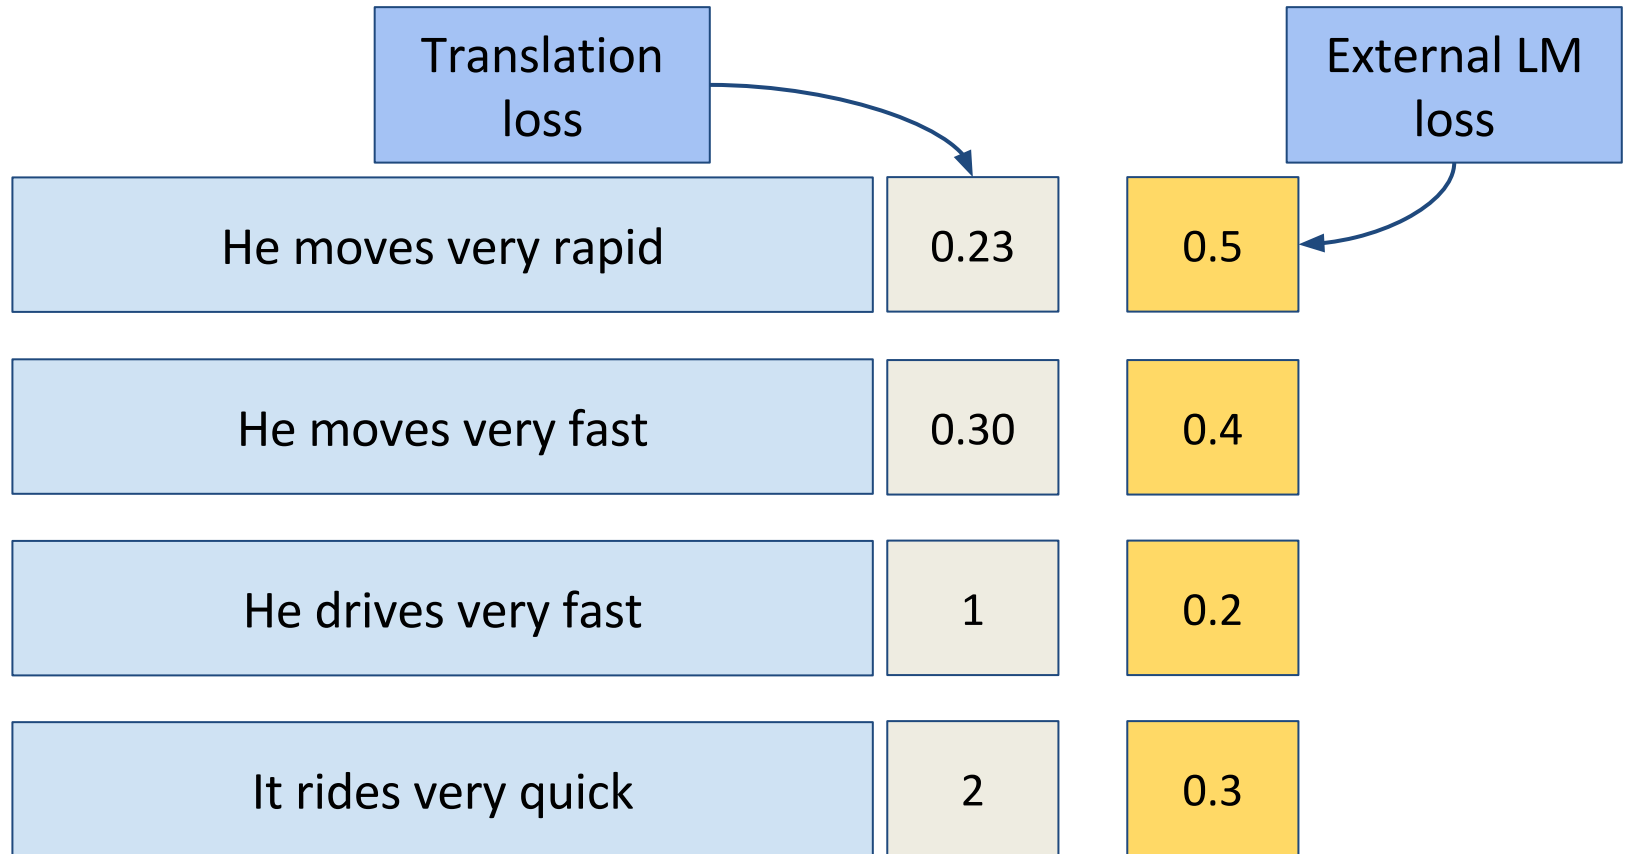 Translation
loss
External LM
loss
He moves very rapid 0.23 0.5
He moves very fast 0.30 0.4
He drives very fast 1 0.2
It rides very quick 2 0.3